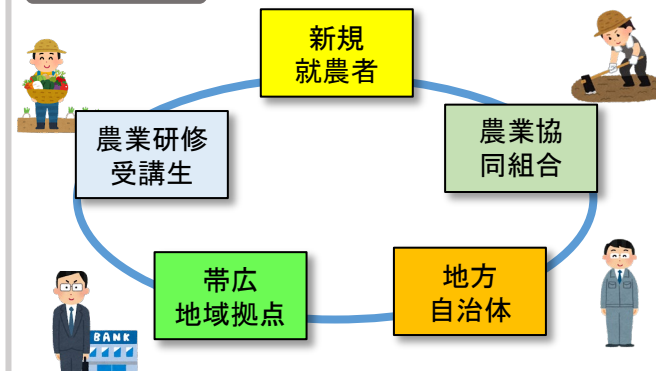 新規
就農者
農業研修
受講生
農業協
同組合
帯広
地域拠点
地方
自治体
BANK